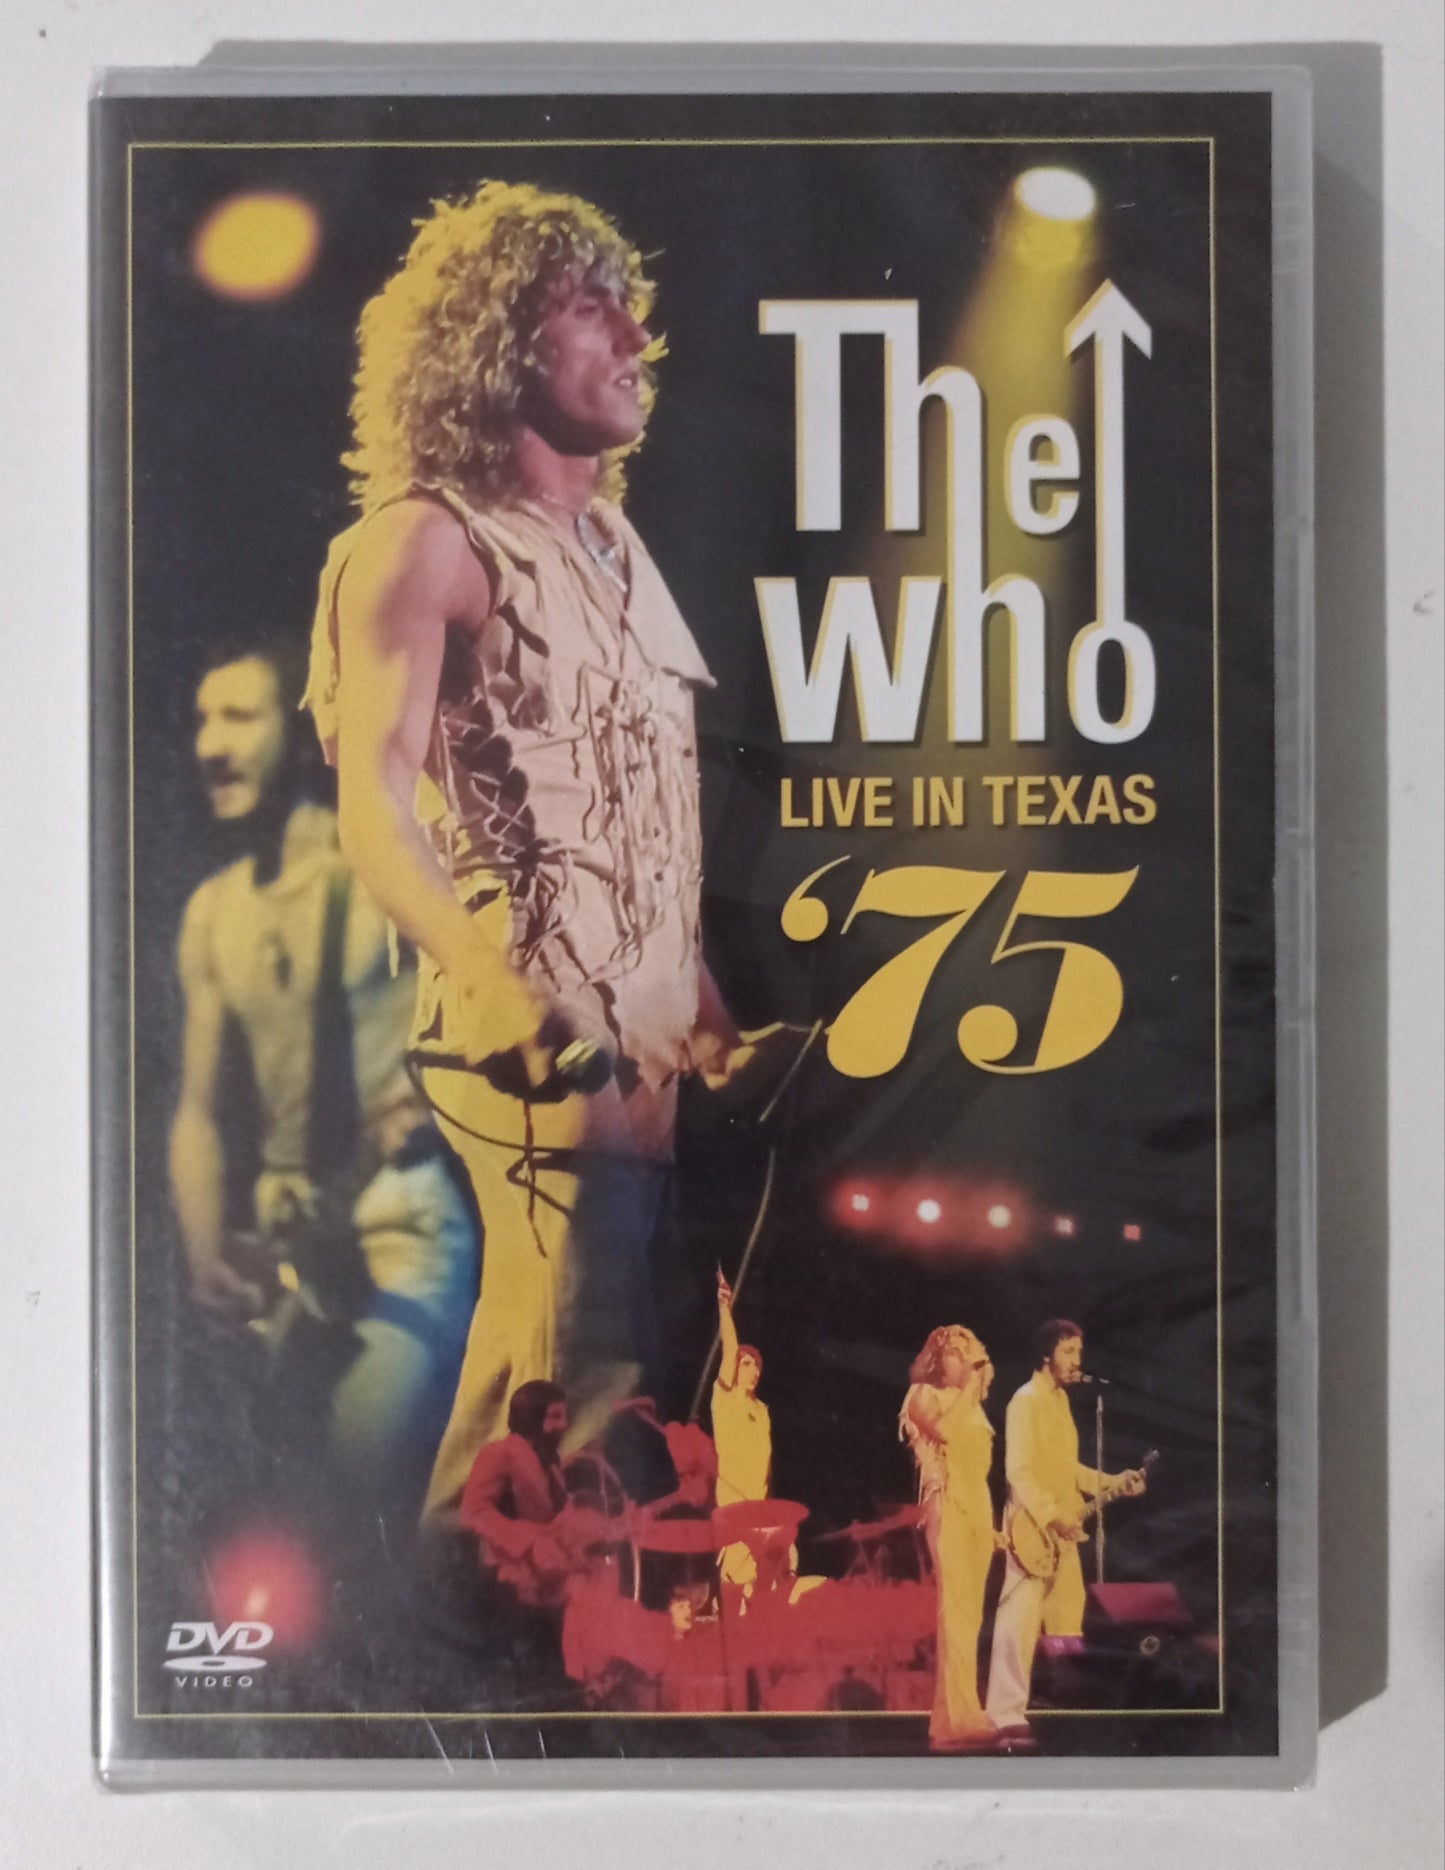 The
Who
LIVE IN TEXAS
'75
DVD
VIDEO